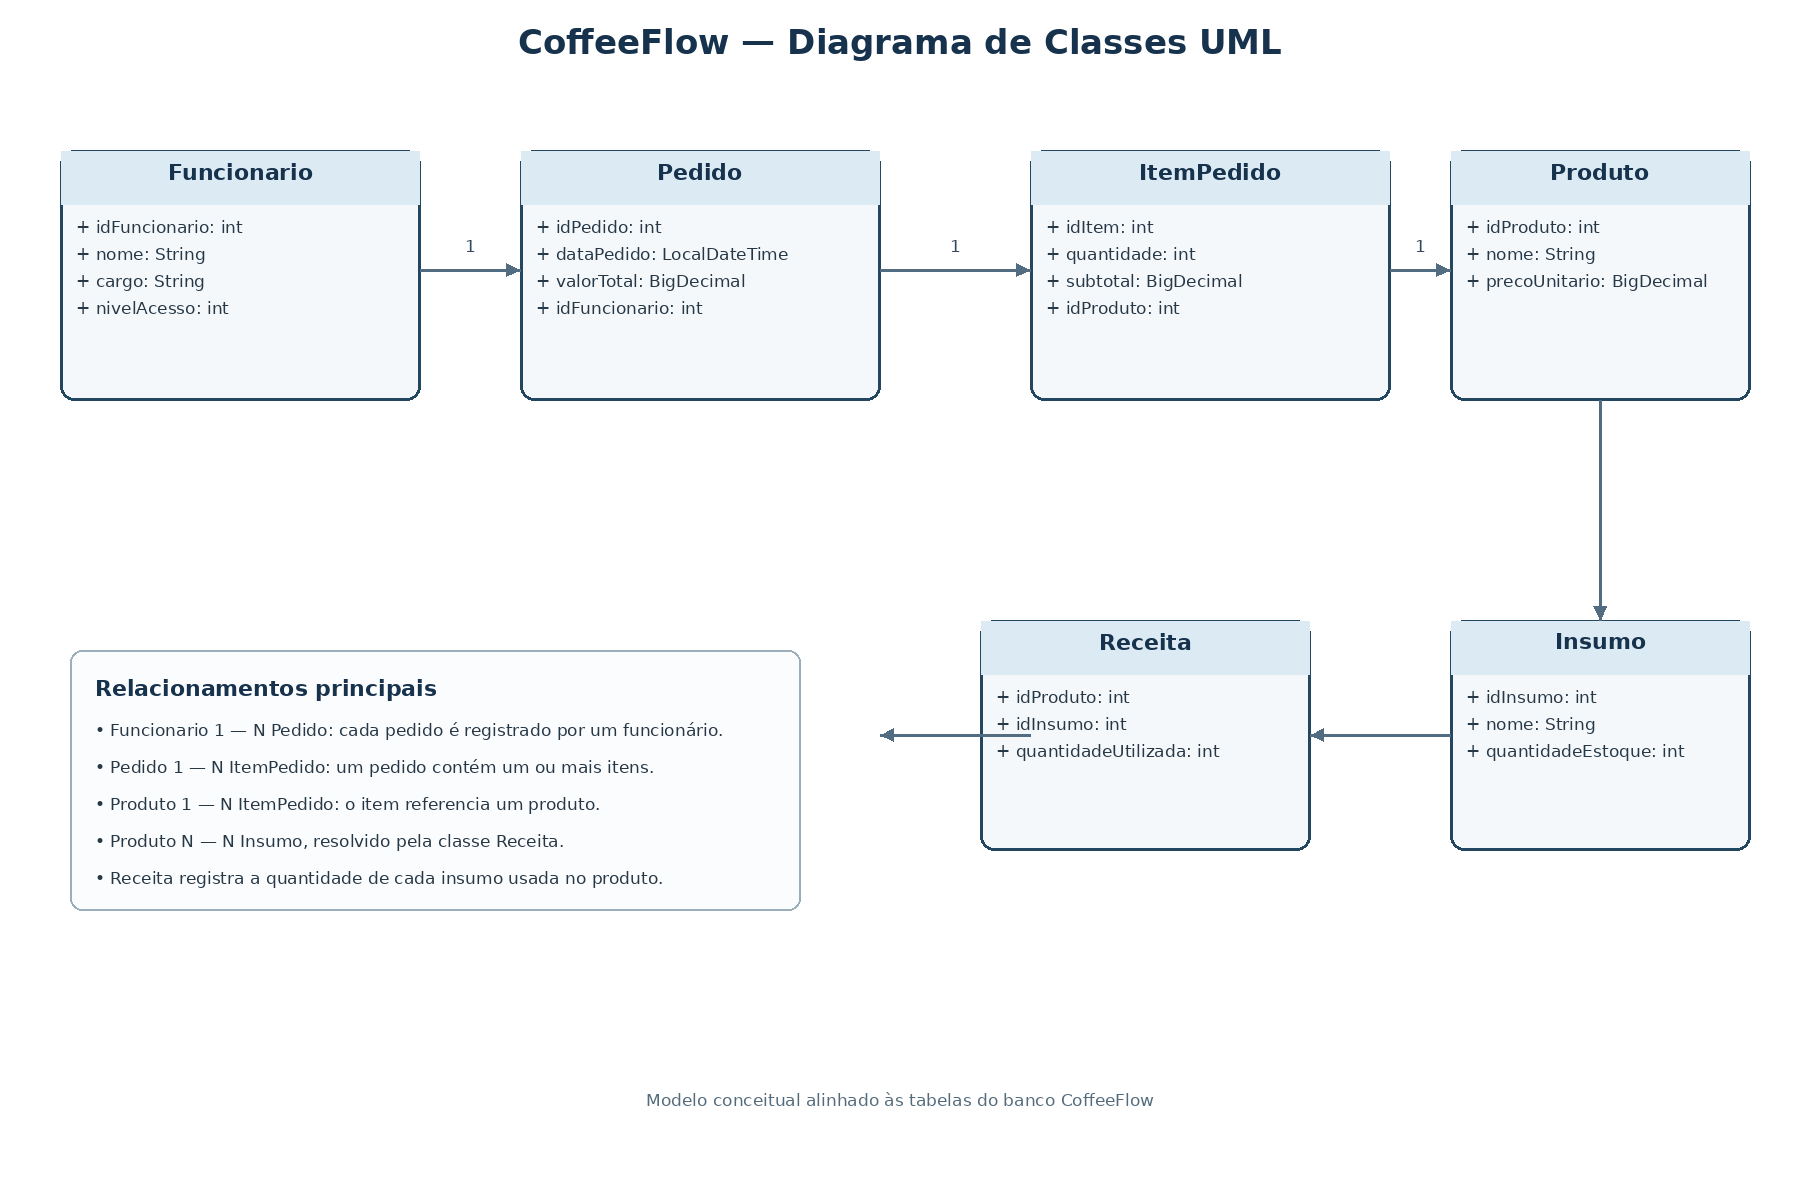 CoffeeFlow — Diagrama de Classes UML
Funcionario
+ idFuncionario: int
+ nome: String
+ cargo: String
+ nivelAcesso: int
1
Pedido
+ idPedido: int
+ dataPedido: LocalDateTime
+ valorTotal: BigDecimal
+ idFuncionario: int
1
ItemPedido
+ idItem: int
+ quantidade: int
+ subtotal: BigDecimal
+ idProduto: int
1
Produto
+ idProduto: int
+ nome: String
+ precoUnitario: BigDecimal
Relacionamentos principais
• Funcionario 1 — N Pedido: cada pedido é registrado por um funcionário.
• Pedido 1 — N ItemPedido: um pedido contém um ou mais itens.
• Produto 1 — N ItemPedido: o item referencia um produto.
• Produto N — N Insumo, resolvido pela classe Receita.
• Receita registra a quantidade de cada insumo usada no produto.
Receita
+ idProduto: int
+ idInsumo: int
+ quantidadeUtilizada: int
Insumo
+ idInsumo: int
+ nome: String
+ quantidadeEstoque: int
Modelo conceitual alinhado às tabelas do banco CoffeeFlow